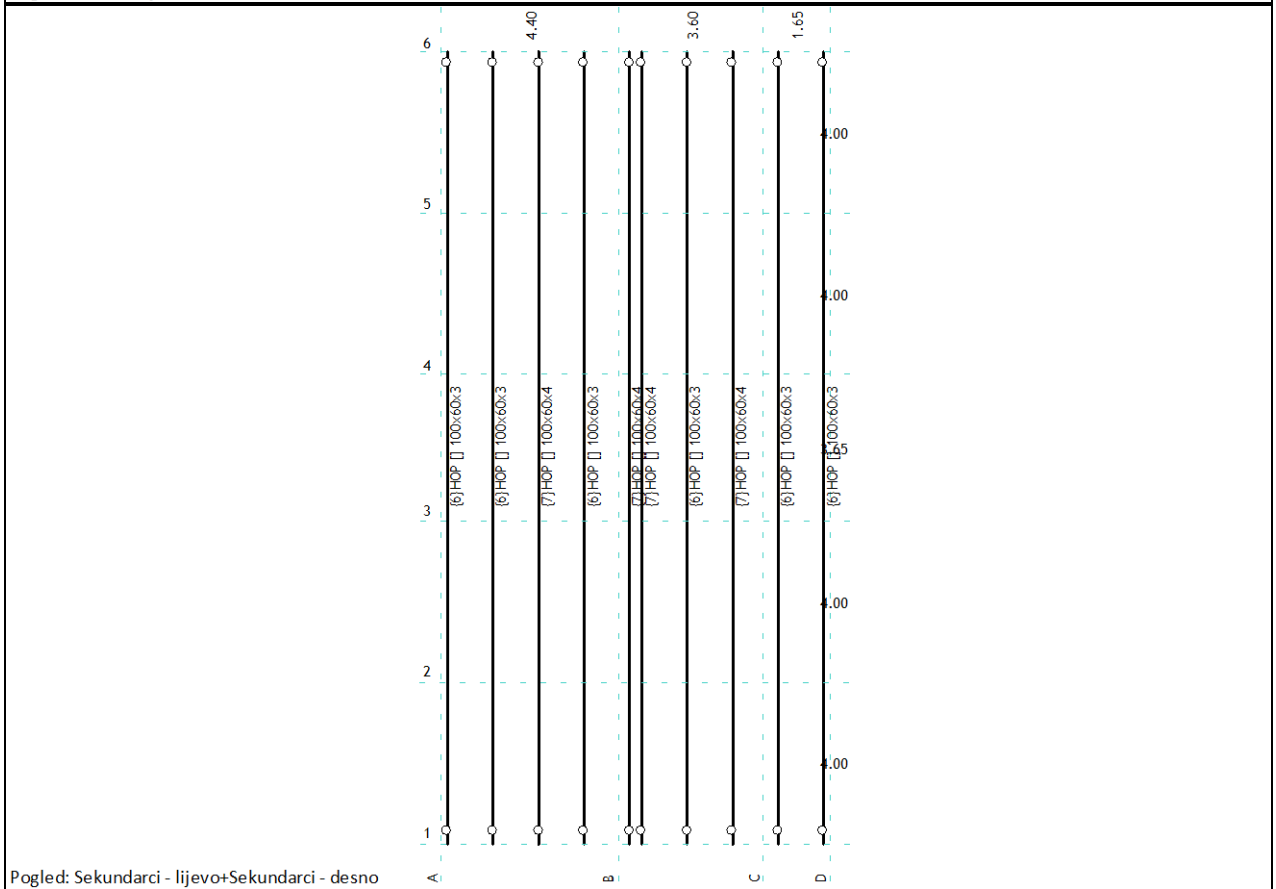 4.40
3.60
1.65
6
4.00
5
4.00
4
{6}HOP [] 100x60x3
{6}HOP [] 100x60x3
{7}HOP [] 100x60x4
{6}HOP [] 100x60x3
{7}HOP [] 100x60x4
{7}HOP [] 100x60x4
{6}HOP [] 100x60x3
{7}HOP [] 100x60x4
{6}HOP [] 100x60x3
{6}HOP [] 100x60x3
3.65
3
4.00
2
4.00
1
A
B
C
D
Pogled: Sekundarci - lijevo+Sekundarci - desno